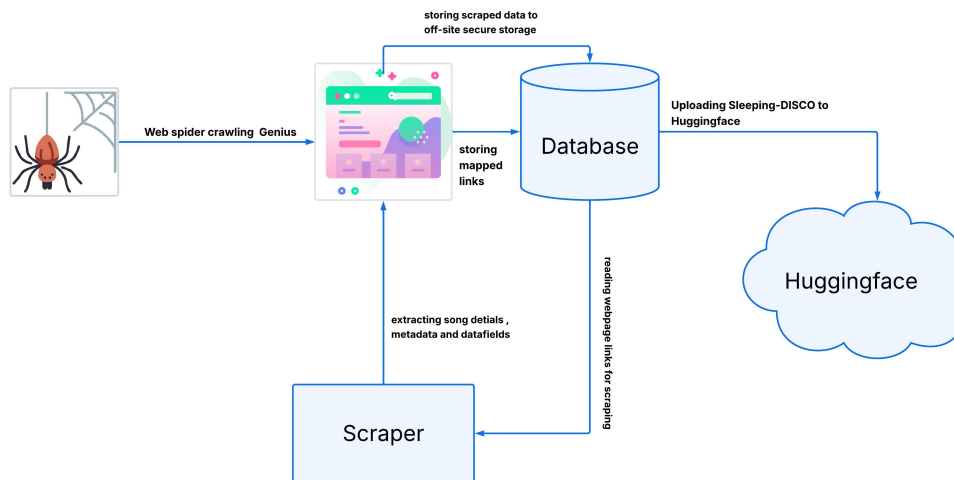 storing scraped data to
off-site secure storage
Web spider crawling Genius
storing
mapped
links
Database
Uploading Sleeping-DISCO to
Huggingface
Huggingface
reading webpage links for scraping
extracting song detials ,
metadata and datafields
Scraper